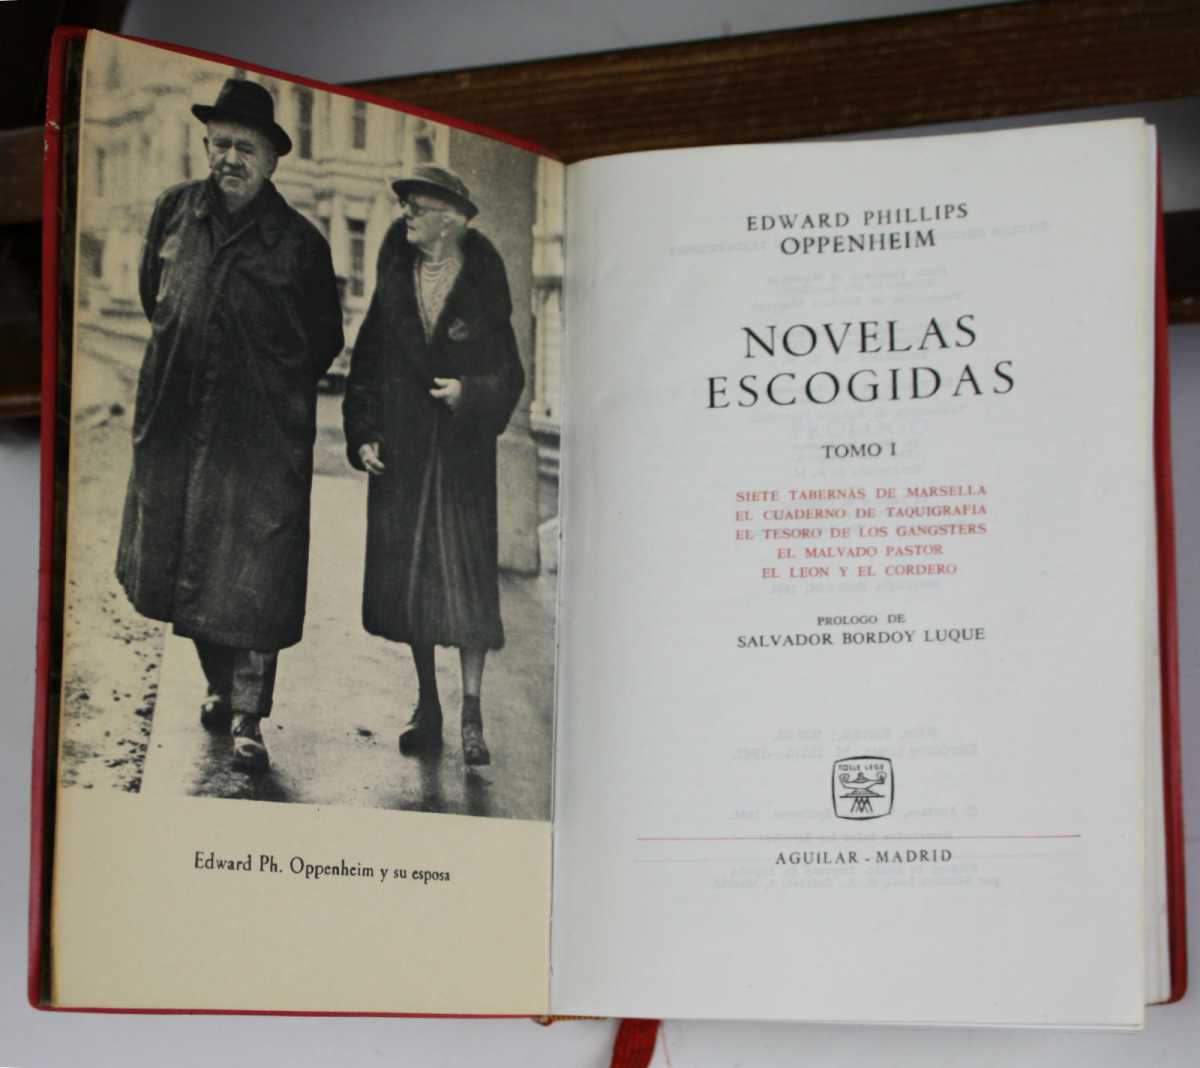 Edward Ph. Oppenheim y su esposa
EDWARD PHILLIPS
OPPENHEIM
NOVELAS
ESCOGIDAS
TOMO I
SIETE TABERNAS DE MARSELLA
EL CUADERNO DE TAQUIGRAFIA
EL TESORO DE LOS GANGSTERS
EL MALVADO PASTOR
EL LEON Y EL CORDERO
PROLOGO DE
SALVADOR BORDOY LUQUE
AGUILAR - MADRID